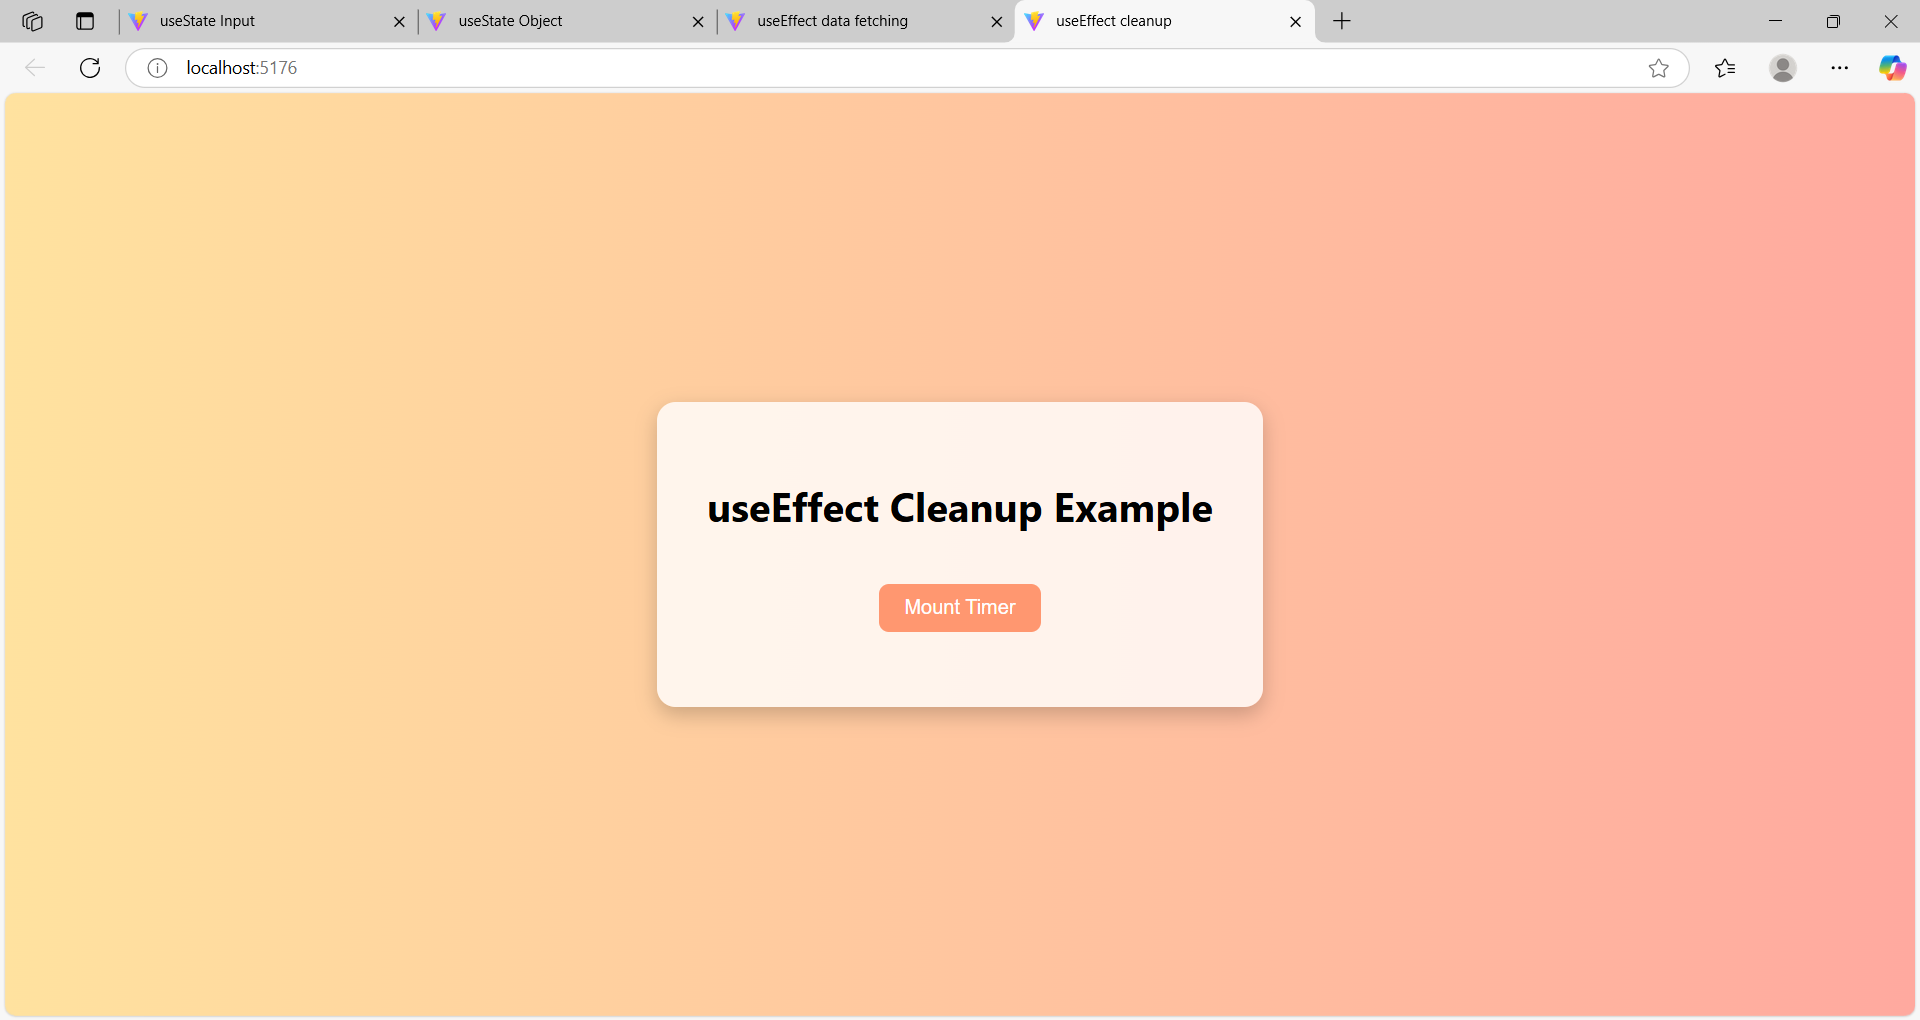 useState Input
useState Object
useEffect data fetching
useEffect cleanup
localhost:5176
useEffect Cleanup Example
Mount Timer